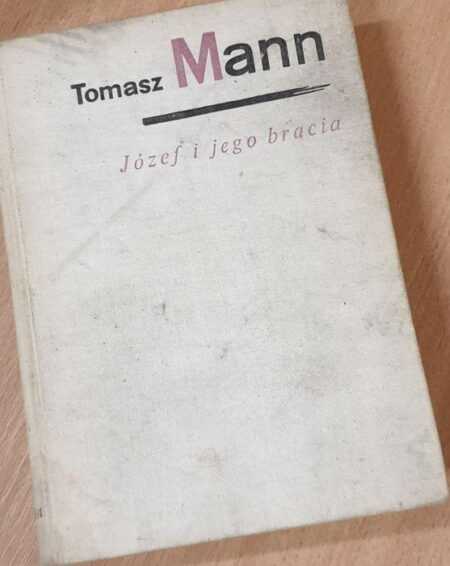 Tomasz Mann
Józef i jego bracia